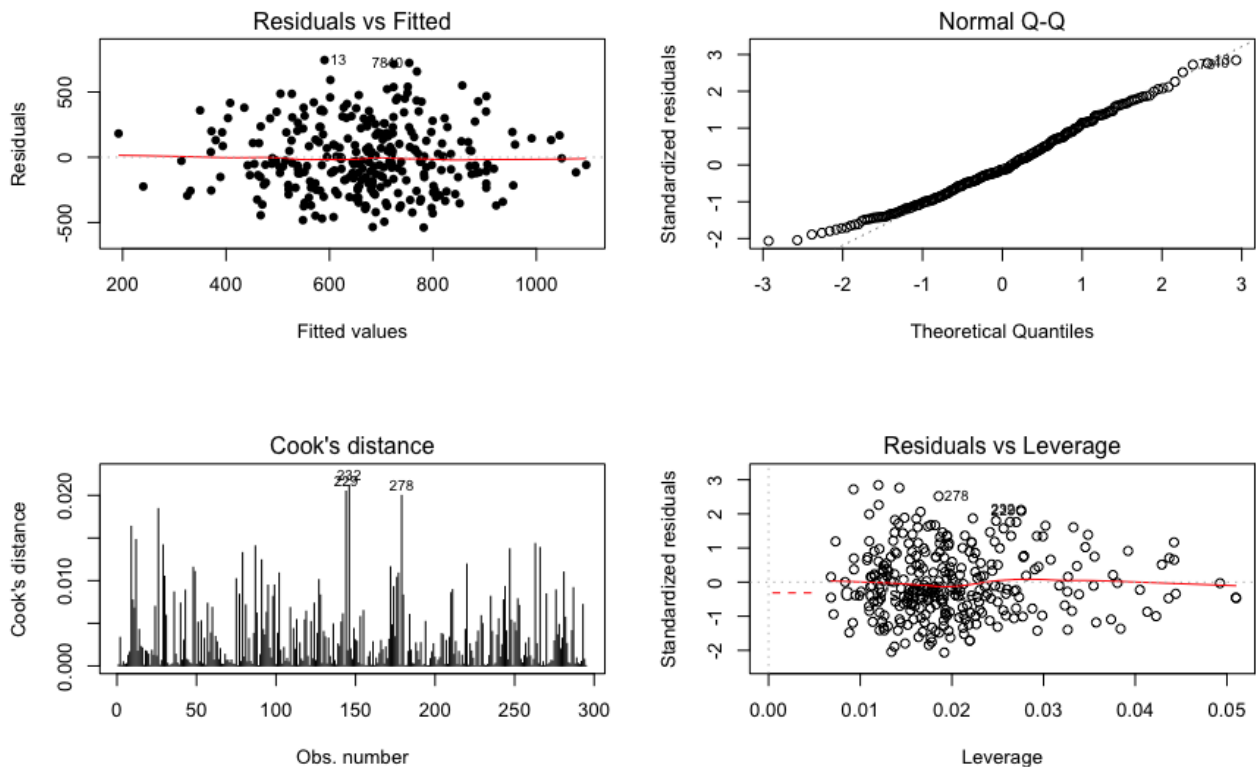 Residuals vs Fitted
Residuals
500
0
-500
13
200 400 600 800 1000
Fitted values
Normal Q-Q
Standardized residuals
3
2
1
0
-1
-2
-3 -2 -1 0 1 2 3
Theoretical Quantiles
Cook's distance
Cook's distance
0.020
0.010
0.000
232
229
278
0 50 100 150 200 250 300
Obs. number
Residuals vs Leverage
Standardized residuals
3
2
1
0
-1
-2
278
0.00 0.01 0.02 0.03 0.04 0.05
Leverage